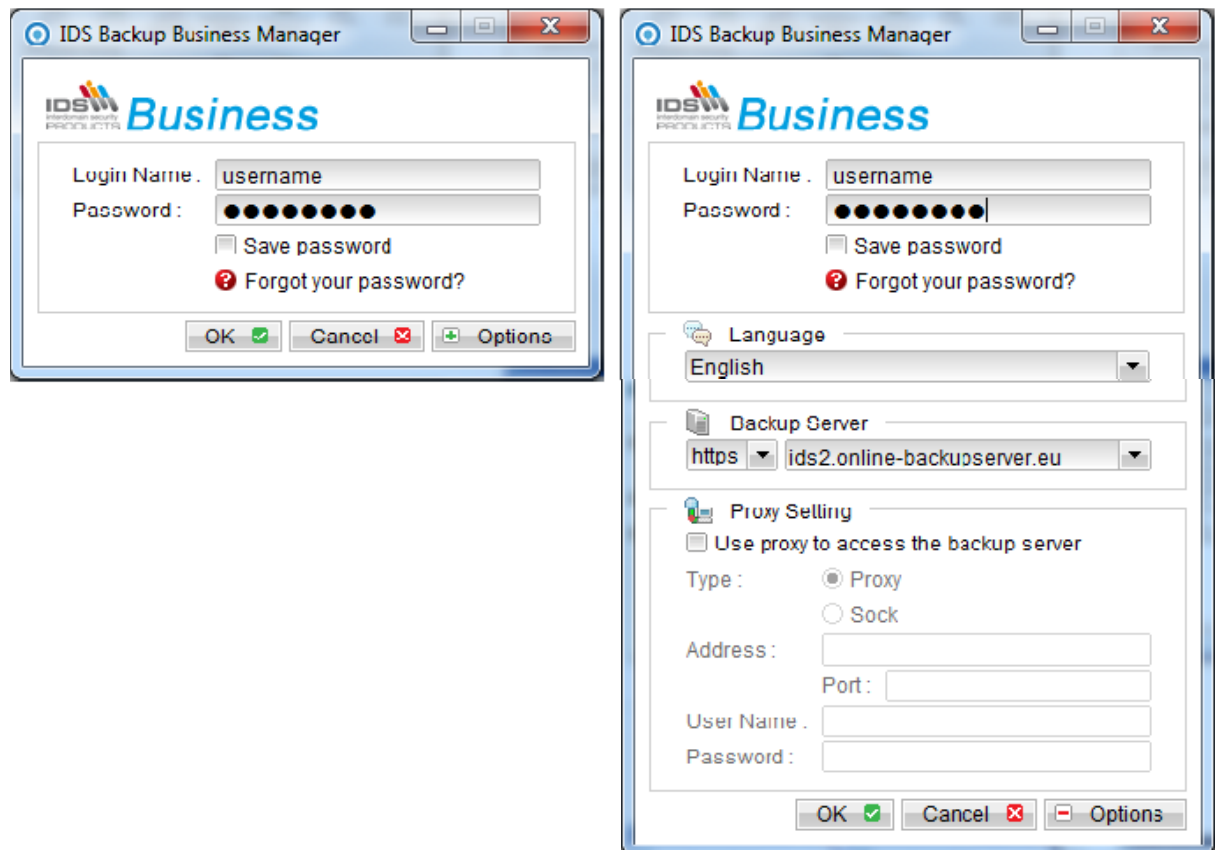 IDS Backup Business Manager
IDS
interdomain security
PRODUCTS
Business
Login Name :
username
Password :
●●●●●●●●
Save password
Forgot your password?
OK
Cancel
Options
IDS Backup Business Manager
IDS
interdomain security
PRODUCTS
Business
Login Name :
username
Password :
●●●●●●●●
Save password
Forgot your password?
Language
English
Backup Server
https
ids2.online-backupserver.eu
Proxy Setting
Use proxy to access the backup server
Type :
Proxy
Sock
Address :
Port :
User Name :
Password :
OK
Cancel
Options